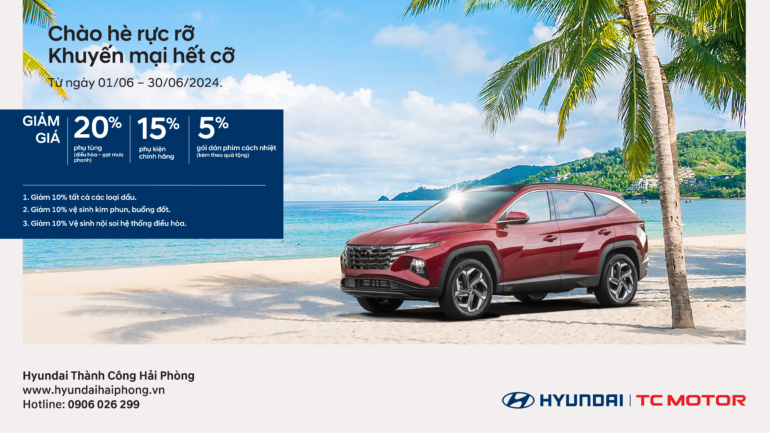 Chào hè rực rỡ
Khuyến mại hết cỡ
Từ ngày 01/06 – 30/06/2024.
GIẢM
GIÁ
20%
phụ tùng
(điều hòa – gạt mưa
phanh)
15%
phụ kiện
chính hãng
5%
gói dán phim cách nhiệt
(kèm theo quà tặng)
1. Giảm 10% tất cả các loại dầu.
2. Giảm 10% vệ sinh kim phun, buồng đốt.
3. Giảm 10% Vệ sinh nội soi hệ thống điều hòa.
Hyundai Thành Công Hải Phòng
www.hyundaihaiphong.vn
Hotline: 0906 026 299
HYUNDAI | TC MOTOR